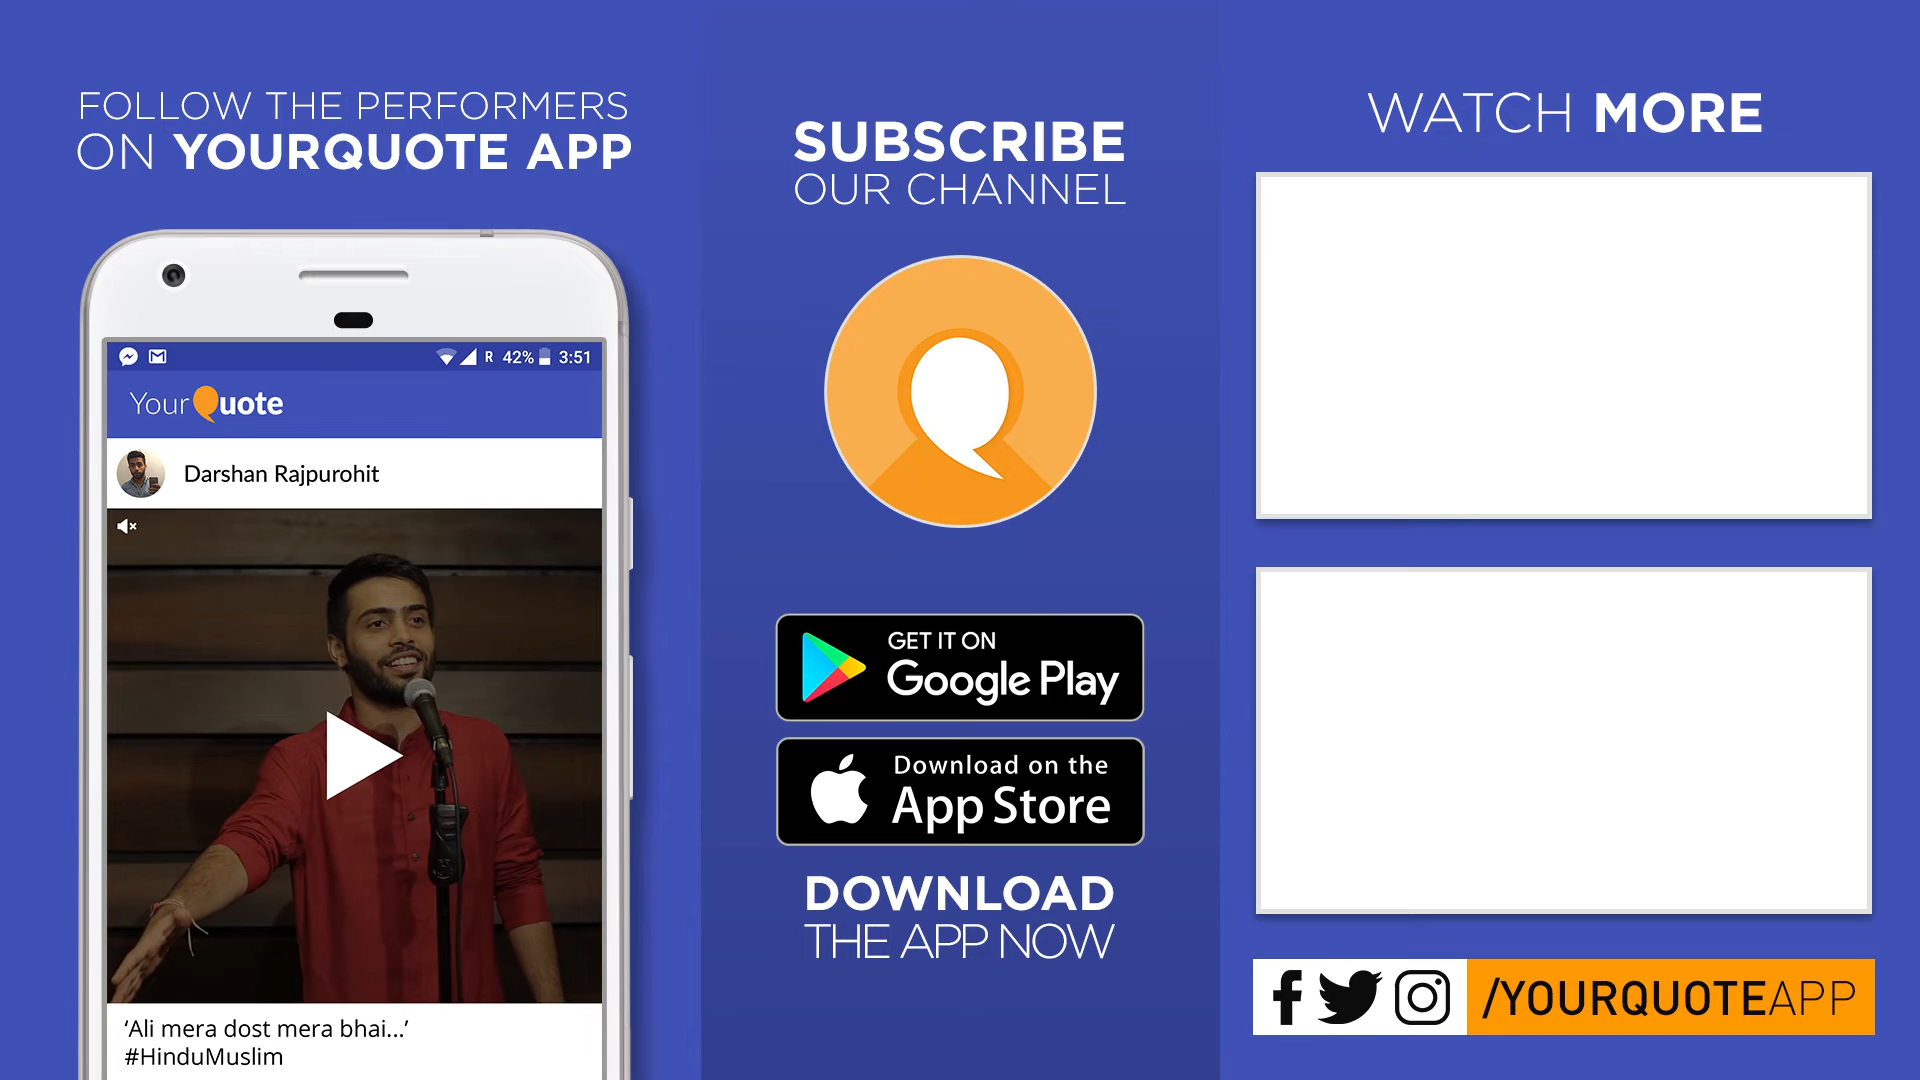 FOLLOW THE PERFORMERS
ON YOURQUOTE APP
R 42% 3:51
YourQuote
Darshan Rajpurohit
‘Ali mera dost mera bhai...’
#HinduMuslim
SUBSCRIBE
OUR CHANNEL
GET IT ON
Google Play
Download on the
App Store
DOWNLOAD
THE APP NOW
WATCH MORE
/YOURQUOTEAPP